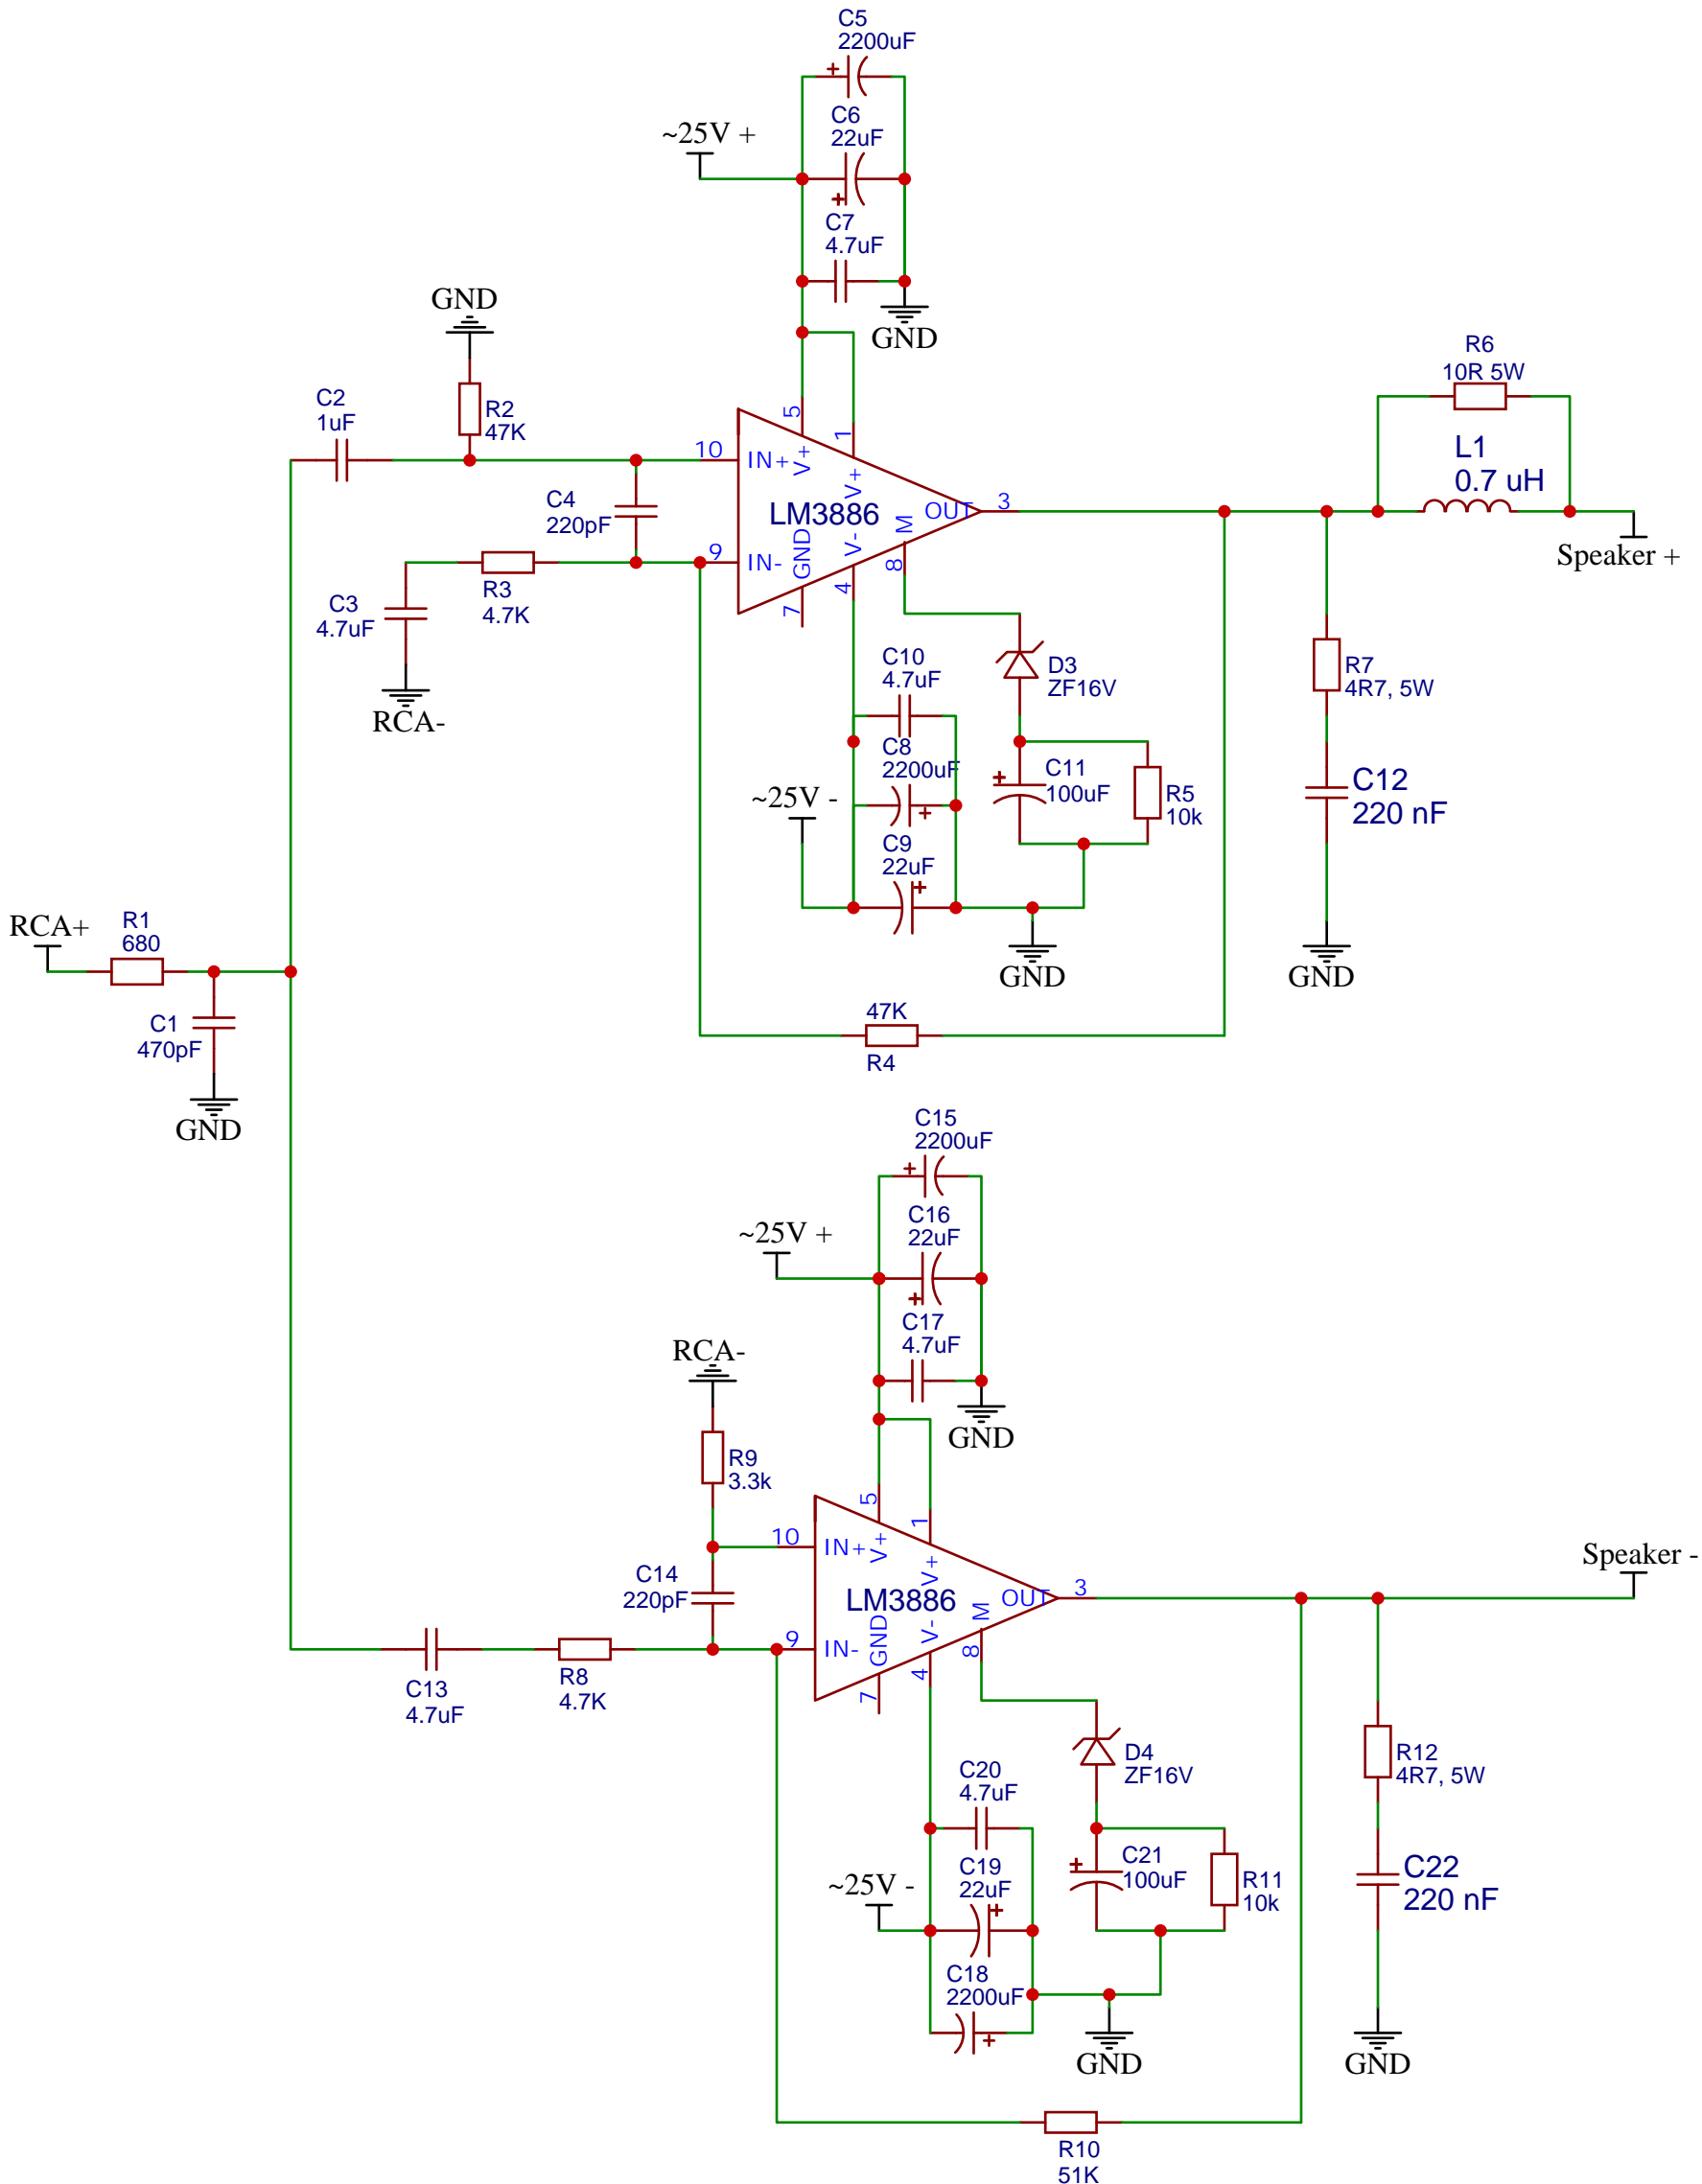 C5
2200uF
C6
22uF
~25V +
C7
4.7uF
GND
GND
R6
10R 5W
C2
1uF
R2
47K
L1
0.7 uH
5
1
10
IN+
V+
V+
C4
220pF
LM3886
OUT
3
M
Speaker +
9
IN-
GND
V-
R3
4.7K
4
8
7
C3
4.7uF
RCA-
C10
4.7uF
D3
ZF16V
R7
4R7, 5W
C8
2200uF
C11
100uF
R5
10k
C12
220 nF
~25V -
C9
22uF
GND
GND
RCA+
R1
680
C1
470pF
GND
47K
R4
C15
2200uF
C16
22uF
~25V +
C17
4.7uF
RCA-
GND
R9
3.3k
5
1
10
IN+
V+
V+
C14
220pF
LM3886
OUT
3
M
Speaker -
9
IN-
GND
V-
R8
4.7K
C13
4.7uF
4
8
7
D4
ZF16V
R12
4R7, 5W
C20
4.7uF
C19
22uF
C21
100uF
R11
10k
C22
220 nF
~25V -
C18
2200uF
GND
GND
R10
51K